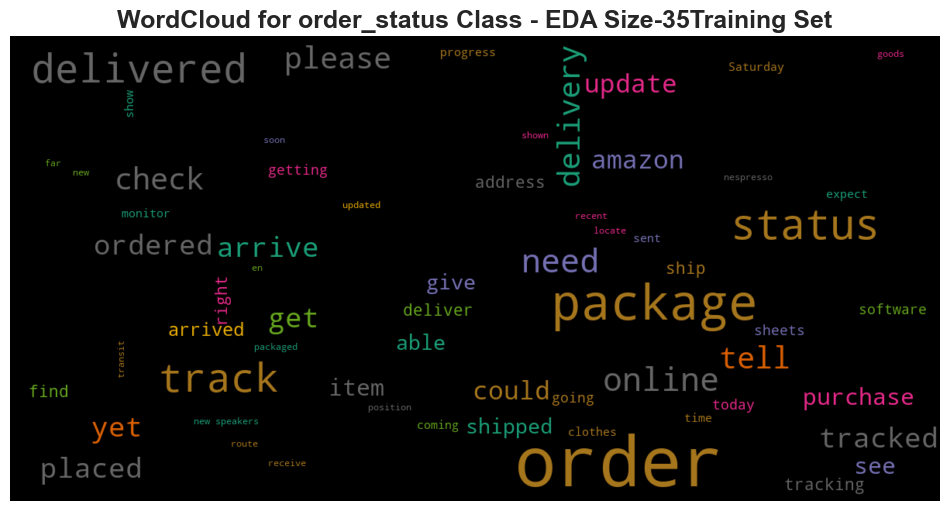 WordCloud for order_status Class - EDA Size-35Training Set
delivered
please
progress
delivery
update
Saturday
goods
show
soon
shown
far
new
check
getting
address
amazon
nespresso
expect
monitor
updated
recent
locate
sent
status
ordered
arrive
en
need
ship
right
give
package
get
deliver
software
arrived
able
sheets
packaged
transit
tell
track
item
could
going
online
purchase
find
position
today
yet
new speakers
coming
shipped
clothes
time
order
tracked
route
placed
receive
see
tracking